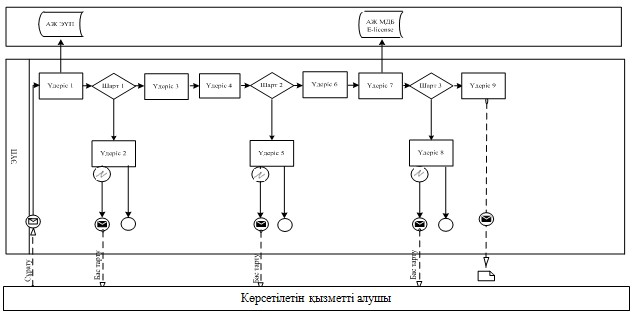 АЖ ЭҮП
АЖ МДБ
E-license
ЭҮП
Үдеріс 1
Шарт 1
Үдеріс 3
Үдеріс 4
Шарт 2
Үдеріс 6
Үдеріс 7
Шарт 3
Үдеріс 9
Үдеріс 2
Үдеріс 5
Үдеріс 8
Сұрату
Бас тарту
Бас тарту
Бас тарту
Көрсетілетін қызметті алушы